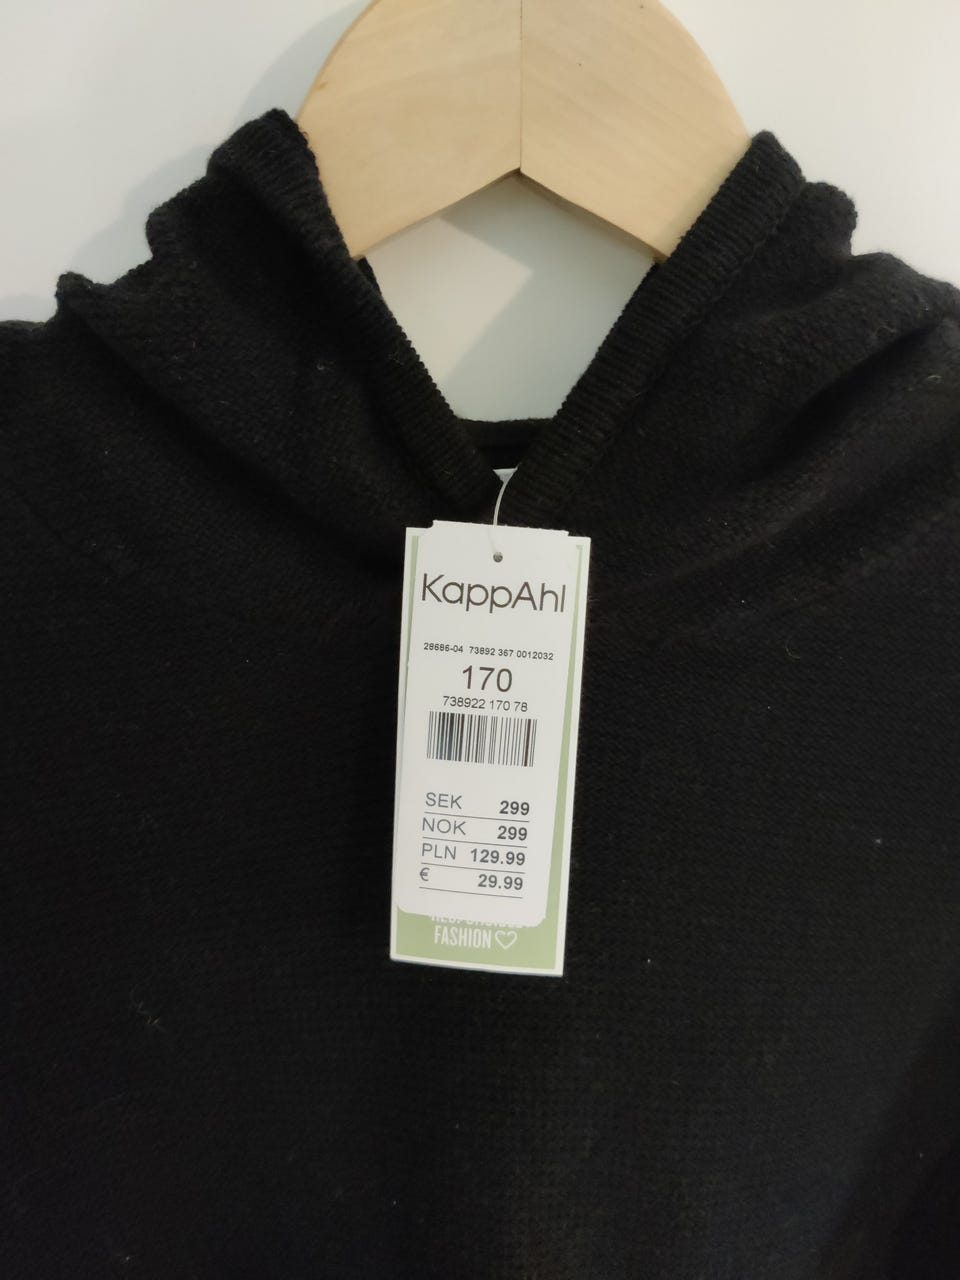 KappAhl
28686-04 73892 367 0012032
170
738922 170 78
SEK 299
NOK 299
PLN 129.99
€ 29.99
FASHION